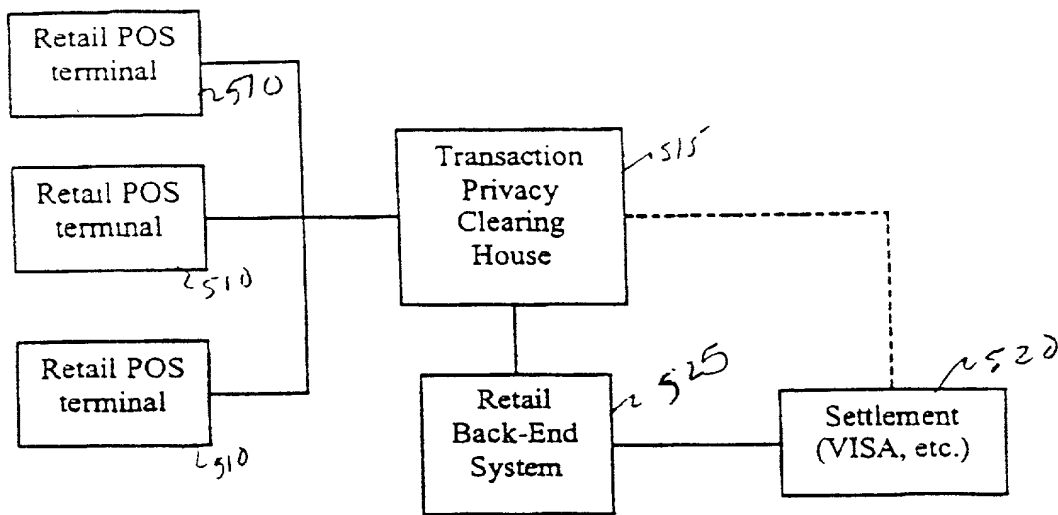 Retail POS
terminal
510
Retail POS
terminal
510
Retail POS
terminal
510
Transaction
Privacy
Clearing
House
515
Retail
Back-End
System
525
Settlement
(VISA, etc.)
520